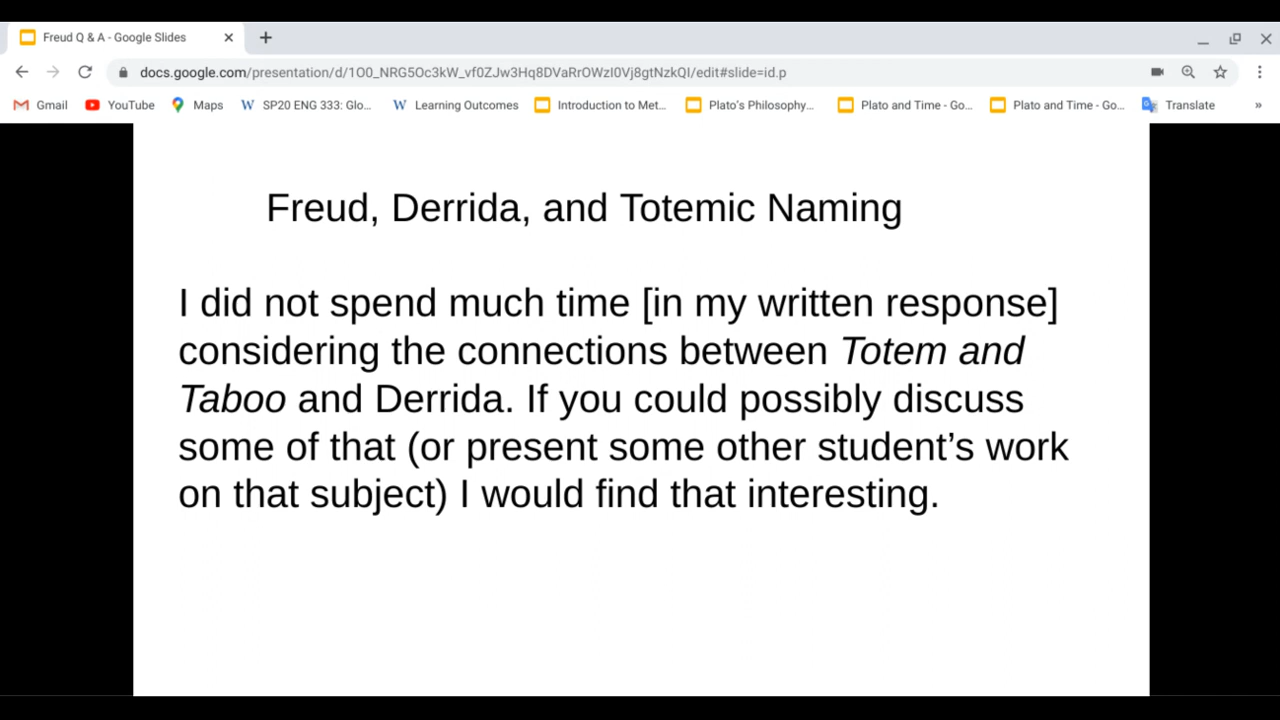 Freud Q & A - Google Slides
docs.google.com/presentation/d/1O0_NRG5Oc3kW_vf0ZJw3Hq8DVaRrOWzI0Vj8gtNzkQI/edit#slide=id.p
Gmail YouTube Maps SP20 ENG 333: Glo... Learning Outcomes Introduction to Met... Plato's Philosophy... Plato and Time - Go... Plato and Time - Go... Translate »
Freud, Derrida, and Totemic Naming
I did not spend much time [in my written response]
considering the connections between Totem and
Taboo and Derrida. If you could possibly discuss
some of that (or present some other student's work
on that subject) I would find that interesting.